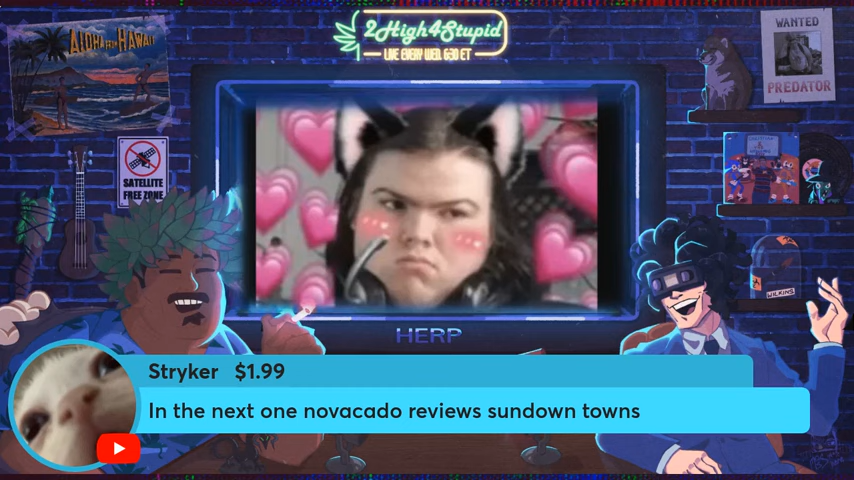 2High4Stupid
LIVE EVERY WED. 6:30 ET
ALOHA from HAWAII
WANTED
PREDATOR
SATELLITE
FREE ZONE
WILKINS
HERP
Stryker $1.99
In the next one novacado reviews sundown towns